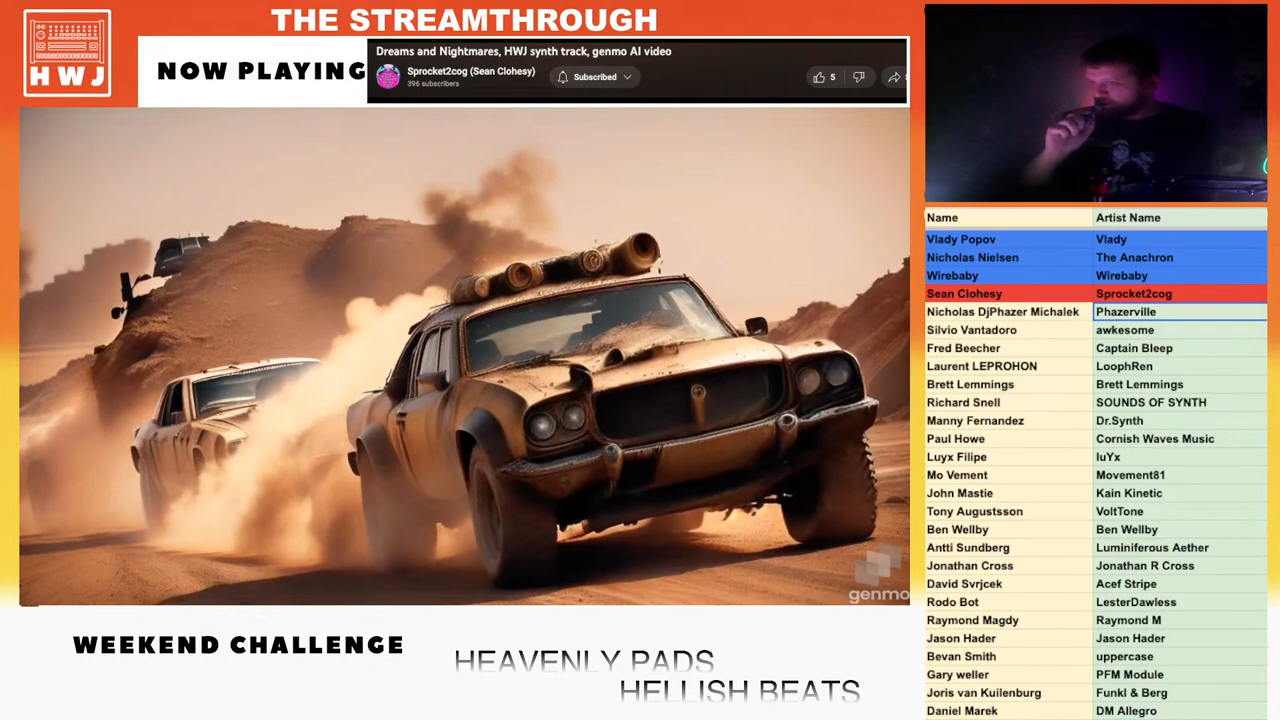 THE STREAMTHROUGH
HWJ
NOW PLAYING
Dreams and Nightmares, HWJ synth track, genmo AI video
Sprocket2cog (Sean Clohesy)
396 subscribers
Subscribed
5
genmo
WEEKEND CHALLENGE
HEAVENLY PADS
HELLISH BEATS
Name Artist Name
Vlady Popov Vlady
Nicholas Nielsen The Anachron
Wirebaby Wirebaby
Sean Clohesy Sprocket2cog
Nicholas DjPhazer Michalek Phazerville
Silvio Vantadoro awkesome
Fred Beecher Captain Bleep
Laurent LEPROHON LoophRen
Brett Lemmings Brett Lemmings
Richard Snell SOUNDS OF SYNTH
Manny Fernandez Dr.Synth
Paul Howe Cornish Waves Music
Luyx Filipe luYx
Mo Vement Movement81
John Mastie Kain Kinetic
Tony Augustsson VoltTone
Ben Wellby Ben Wellby
Antti Sundberg Luminiferous Aether
Jonathan Cross Jonathan R Cross
David Svrjcek Acef Stripe
Rodo Bot LesterDawless
Raymond Magdy Raymond M
Jason Hader Jason Hader
Bevan Smith uppercase
Gary weller PFM Module
Joris van Kuilenburg Funkl & Berg
Daniel Marek DM Allegro